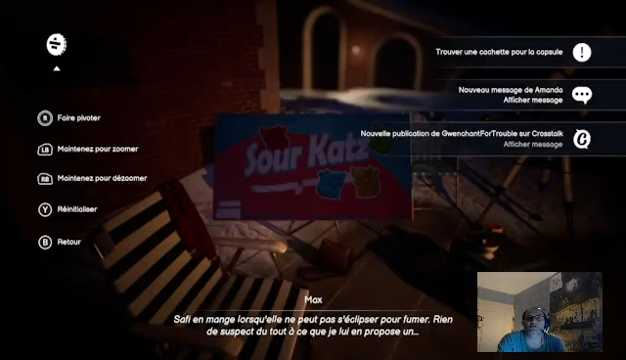 Trouver une cachette pour la capsule
Nouveau message de Amanda
Afficher message
Nouvelle publication de GwenchantForTrouble sur Crosstalk
Afficher message
R Faire pivoter
LB Maintenez pour zoomer
RB Maintenez pour dézoomer
Y Réinitialiser
B Retour
Sour Katz
Max
Safi en mange lorsqu'elle ne peut pas s'éclipser pour fumer. Rien
de suspect du tout à ce que je lui en propose un...